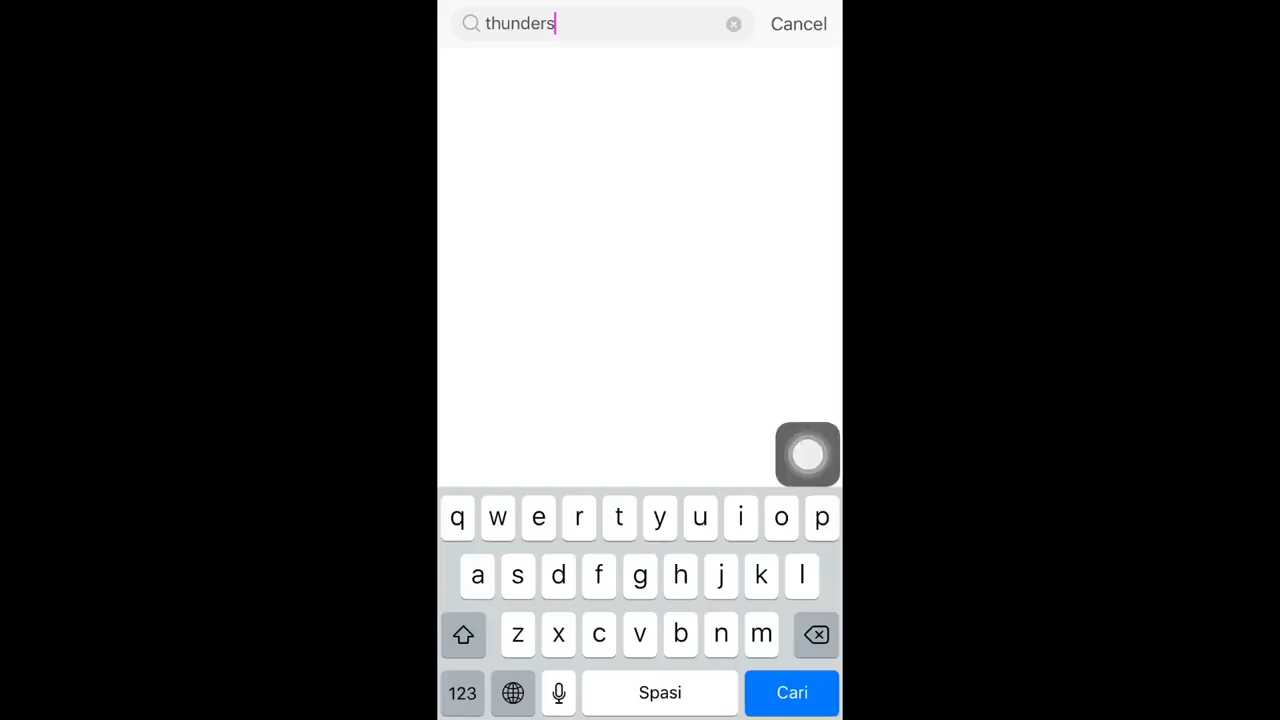 thunders
Cancel
q w e r t y u i o p
a s d f g h j k l
z x c v b n m
123 Spasi Cari